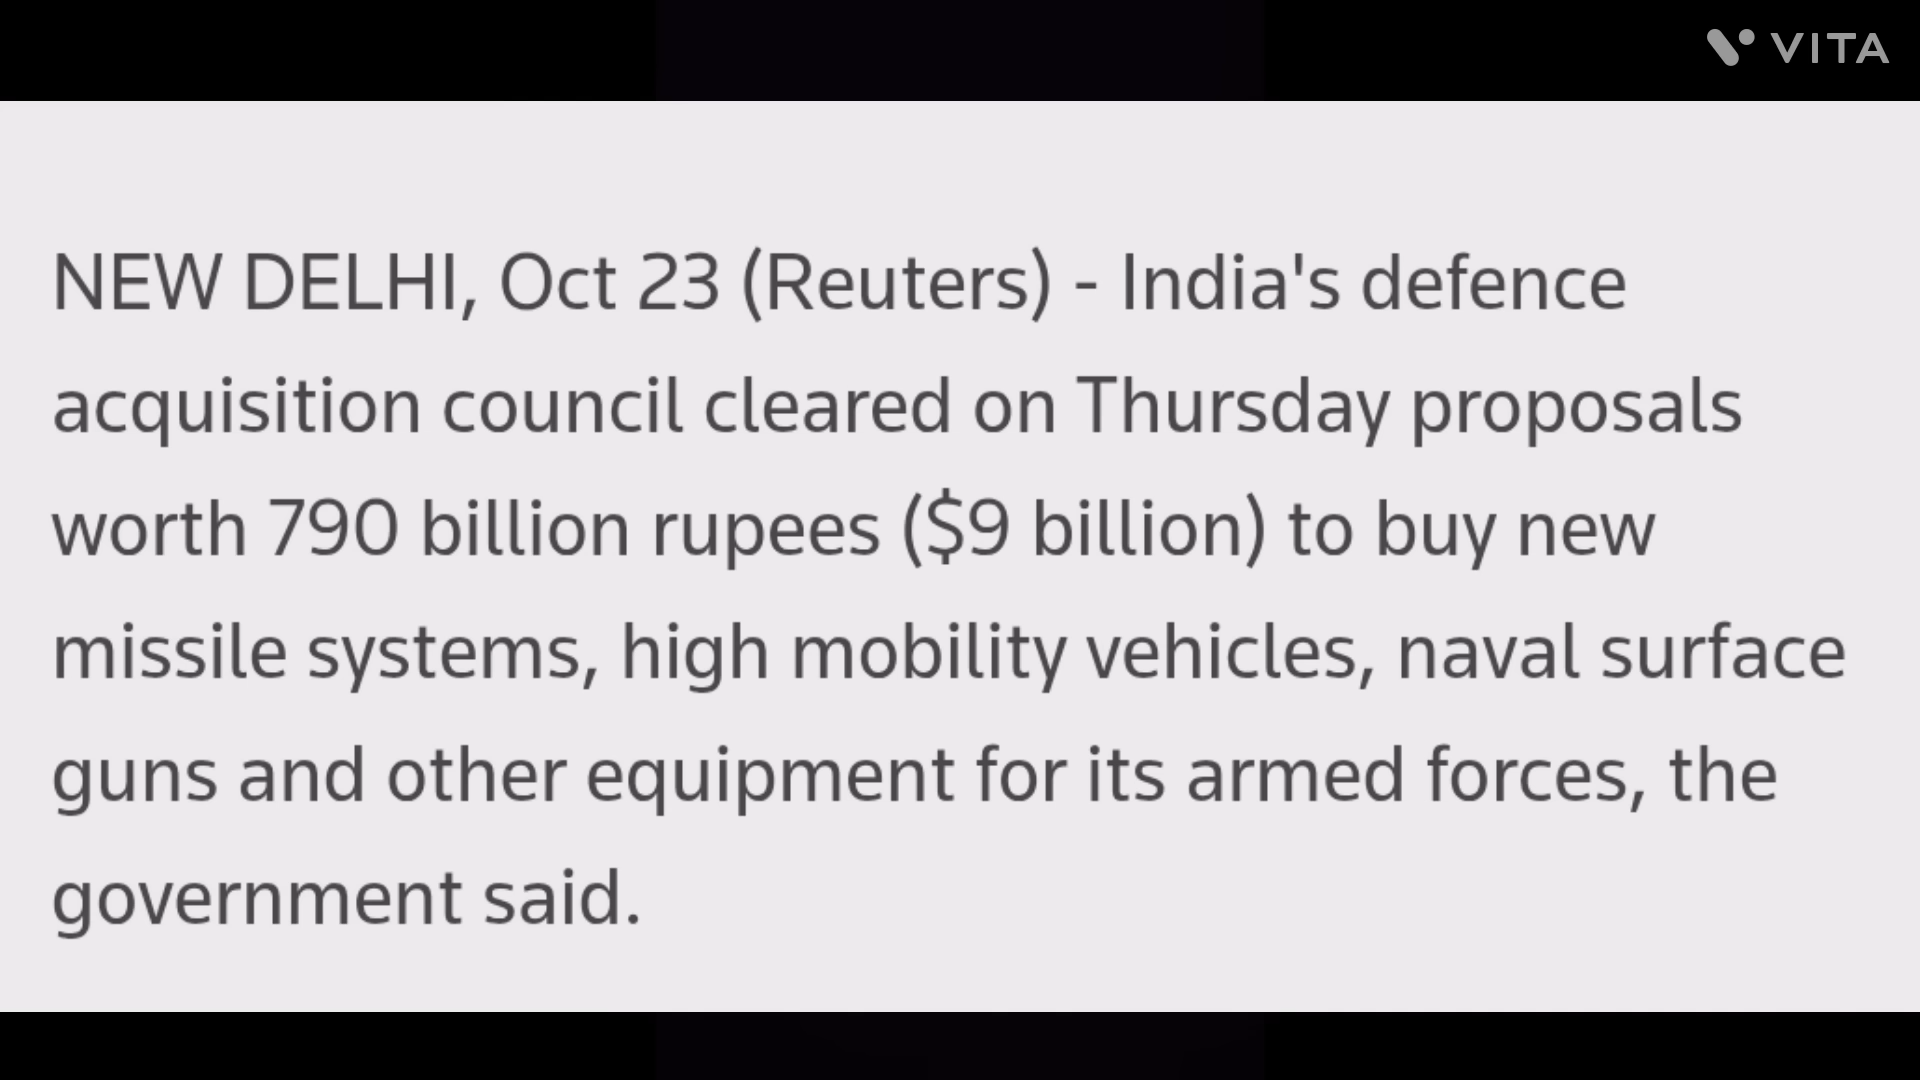 VITA
NEW DELHI, Oct 23 (Reuters) - India's defence
acquisition council cleared on Thursday proposals
worth 790 billion rupees ($9 billion) to buy new
missile systems, high mobility vehicles, naval surface
guns and other equipment for its armed forces, the
government said.